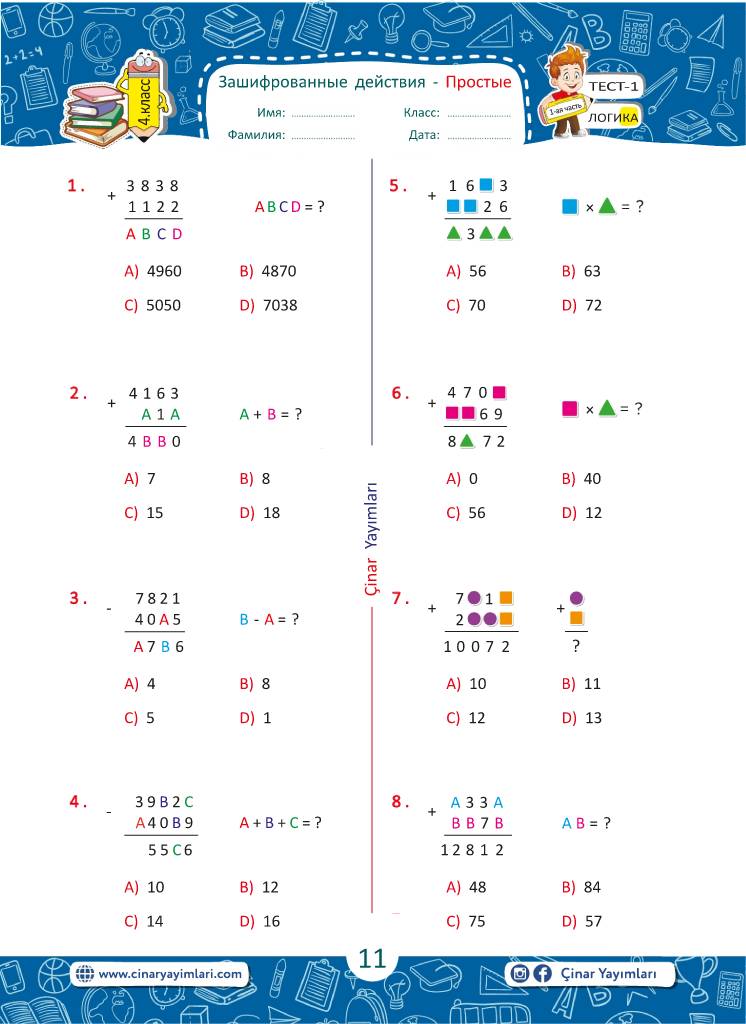 Зашифрованные действия - Простые
Имя: ..................... Класс: .....................
Фамилия: ..................... Дата: .....................
4.класс
1-ая часть
ТЕСТ-1
ЛОГИКА
1.
+ 3 8 3 8
1 1 2 2
A B C D
A B C D = ?
A) 4960 B) 4870
C) 5050 D) 7038
2.
+ 4 1 6 3
A 1 A
4 B B 0
A + B = ?
A) 7 B) 8
C) 15 D) 18
3.
- 7 8 2 1
4 0 A 5
A 7 B 6
B - A = ?
A) 4 B) 8
C) 5 D) 1
4.
- 3 9 B 2 C
A 4 0 B 9
5 5 C 6
A + B + C = ?
A) 10 B) 12
C) 14 D) 16
5.
+ 1 6 ■ 3
■ ■ 2 6
▲ 3 ▲ ▲
■ × ▲ = ?
A) 56 B) 63
C) 70 D) 72
6.
+ 4 7 0 ■
■ ■ 6 9
8 ▲ 7 2
■ × ▲ = ?
A) 0 B) 40
C) 56 D) 12
7.
+ 7 ● 1 ■
2 ● ● ■
1 0 0 7 2
+ ●
■
?
A) 10 B) 11
C) 12 D) 13
8.
+ A 3 3 A
B B 7 B
1 2 8 1 2
A B = ?
A) 48 B) 84
C) 75 D) 57
Çinar Yayımları
11
www.cinaryayimlari.com
Çinar Yayımları
2+2=4